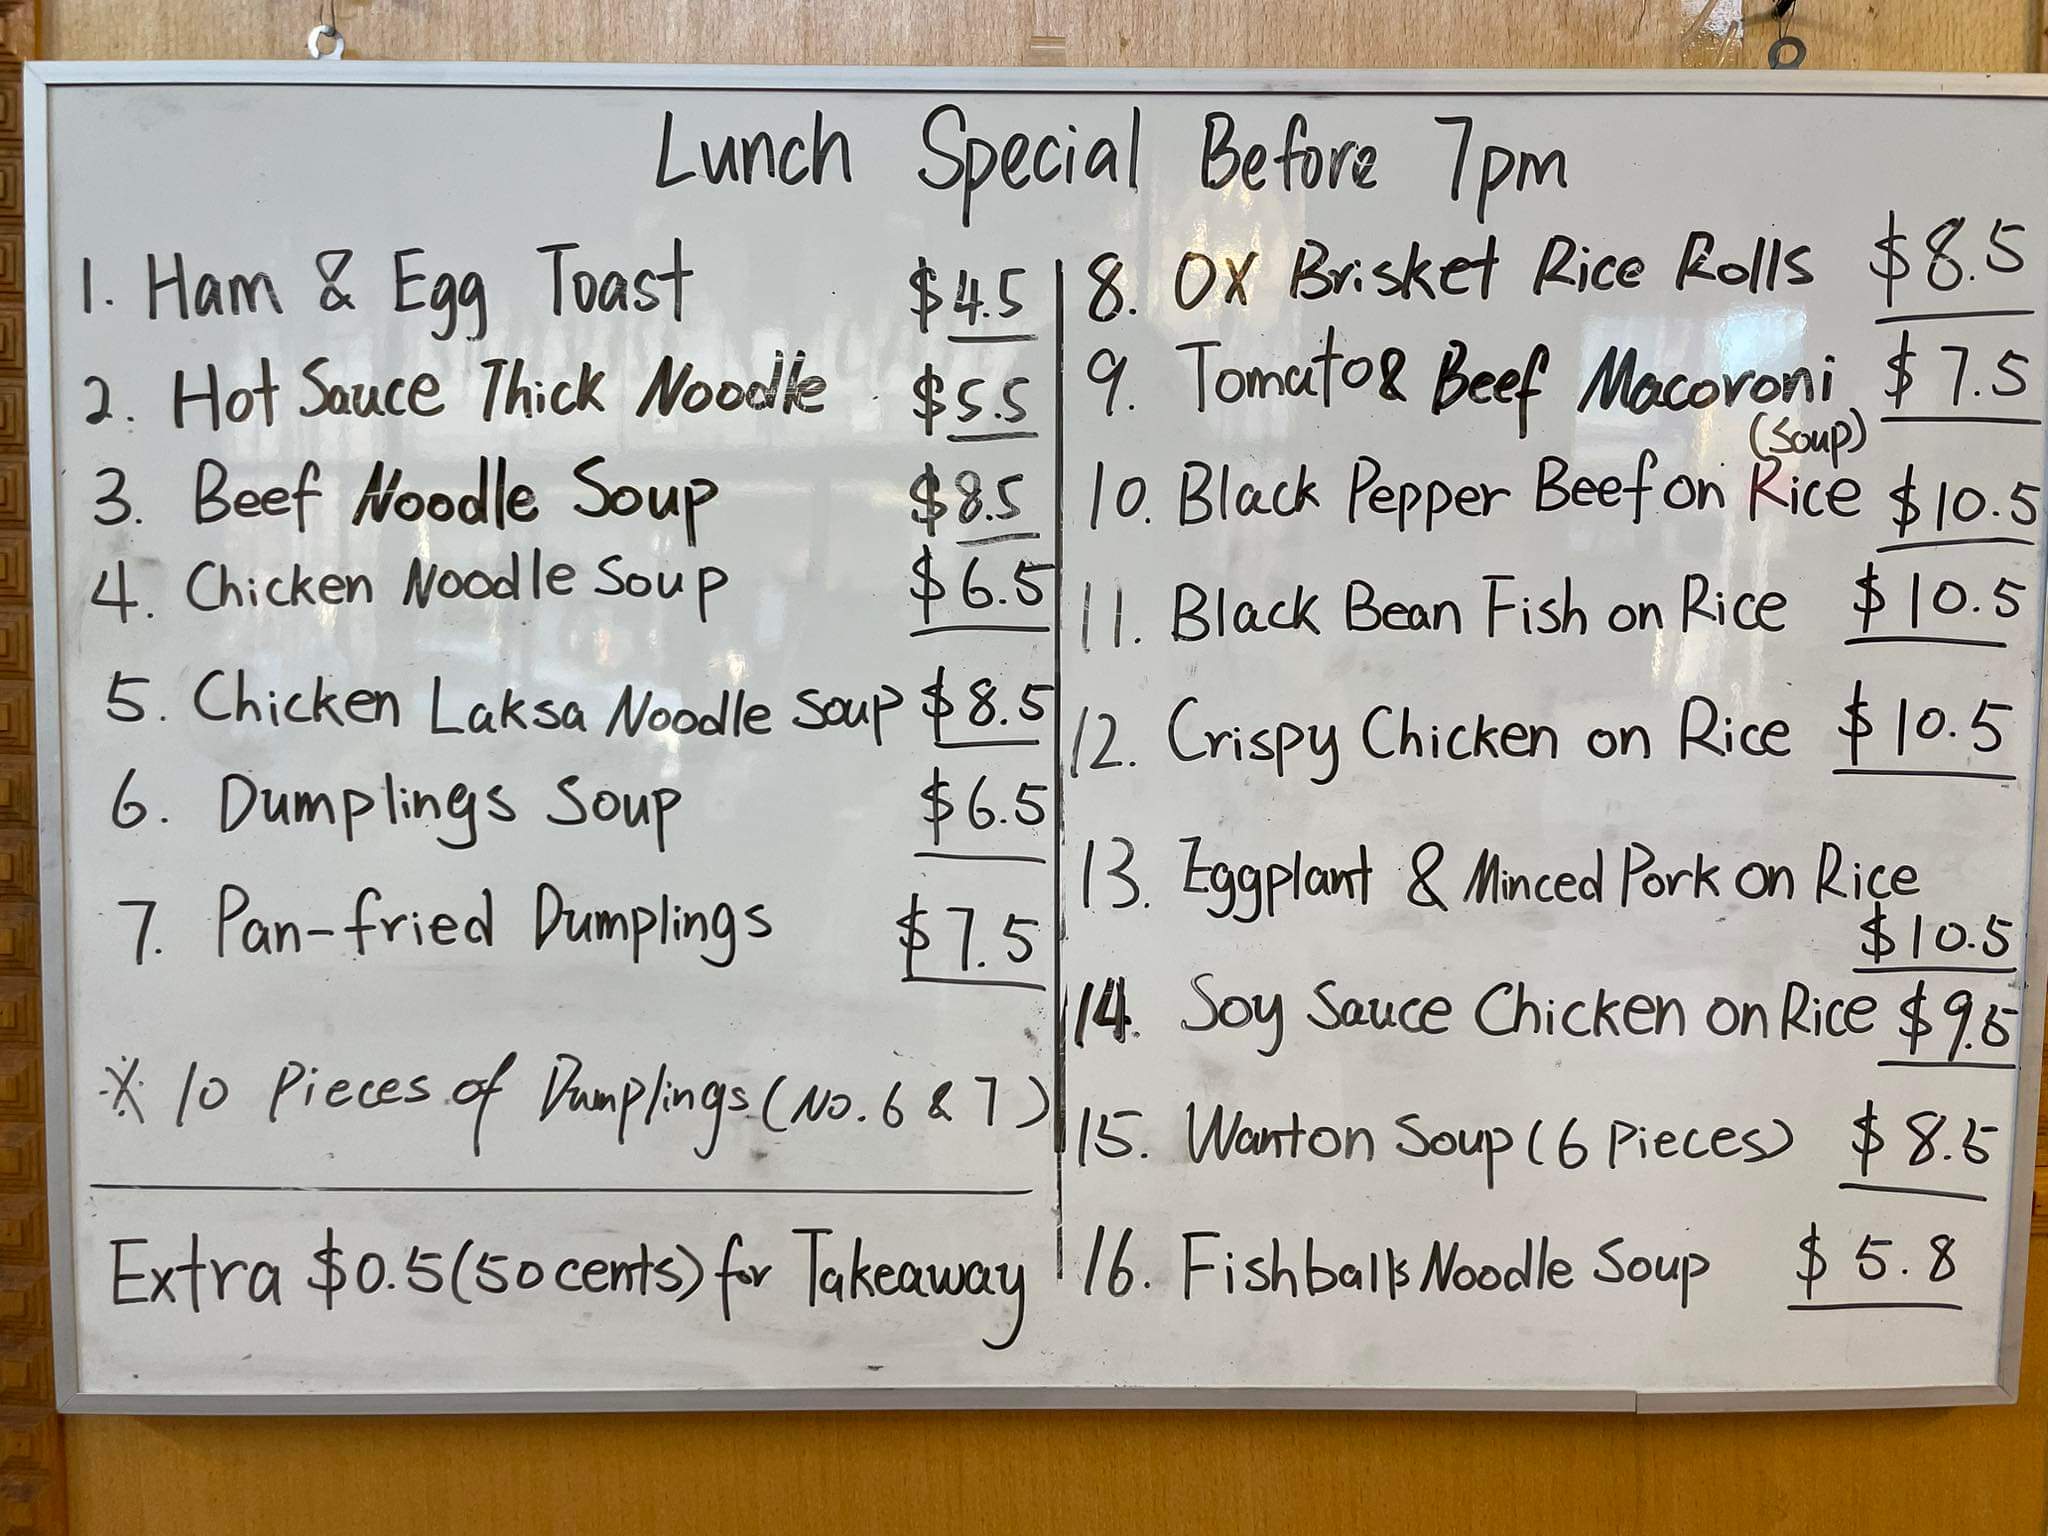 Lunch Special Before 7pm
1. Ham & Egg Toast $4.5
2. Hot Sauce Thick Noodle $5.5
3. Beef Noodle Soup $8.5
4. Chicken Noodle Soup $6.5
5. Chicken Laksa Noodle Soup $8.5
6. Dumplings Soup $6.5
7. Pan-fried Dumplings $7.5
※ 10 Pieces of Dumplings (No. 6 & 7)
Extra $0.5 (50 cents) for Takeaway
8. Ox Brisket Rice Rolls $8.5
9. Tomato & Beef Macoroni $7.5
(Soup)
10. Black Pepper Beef on Rice $10.5
11. Black Bean Fish on Rice $10.5
12. Crispy Chicken on Rice $10.5
13. Eggplant & Minced Pork on Rice
$10.5
14. Soy Sauce Chicken on Rice $9.5
15. Wanton Soup (6 Pieces) $8.5
16. Fishballs Noodle Soup $5.8